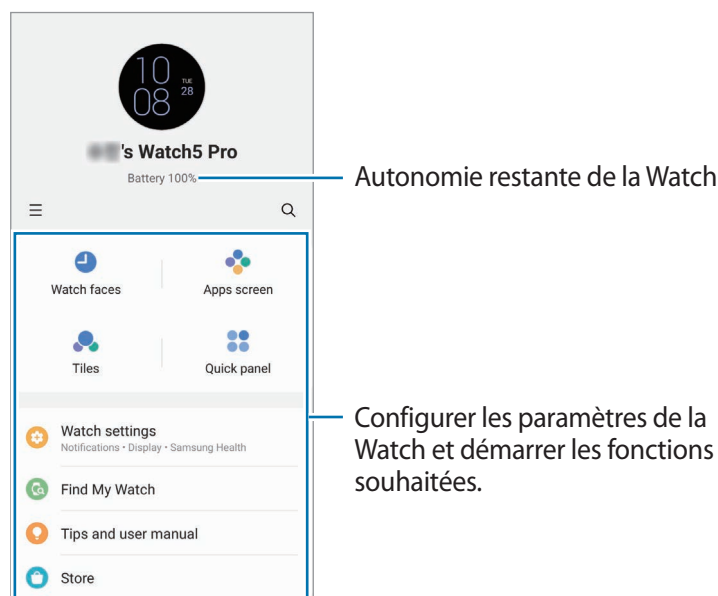 10
08
TUE
28
's Watch5 Pro
Battery 100%
Autonomie restante de la Watch
Watch faces
Apps screen
Tiles
Quick panel
Watch settings
Notifications • Display • Samsung Health
Configurer les paramètres de la
Watch et démarrer les fonctions
souhaitées.
Find My Watch
Tips and user manual
Store